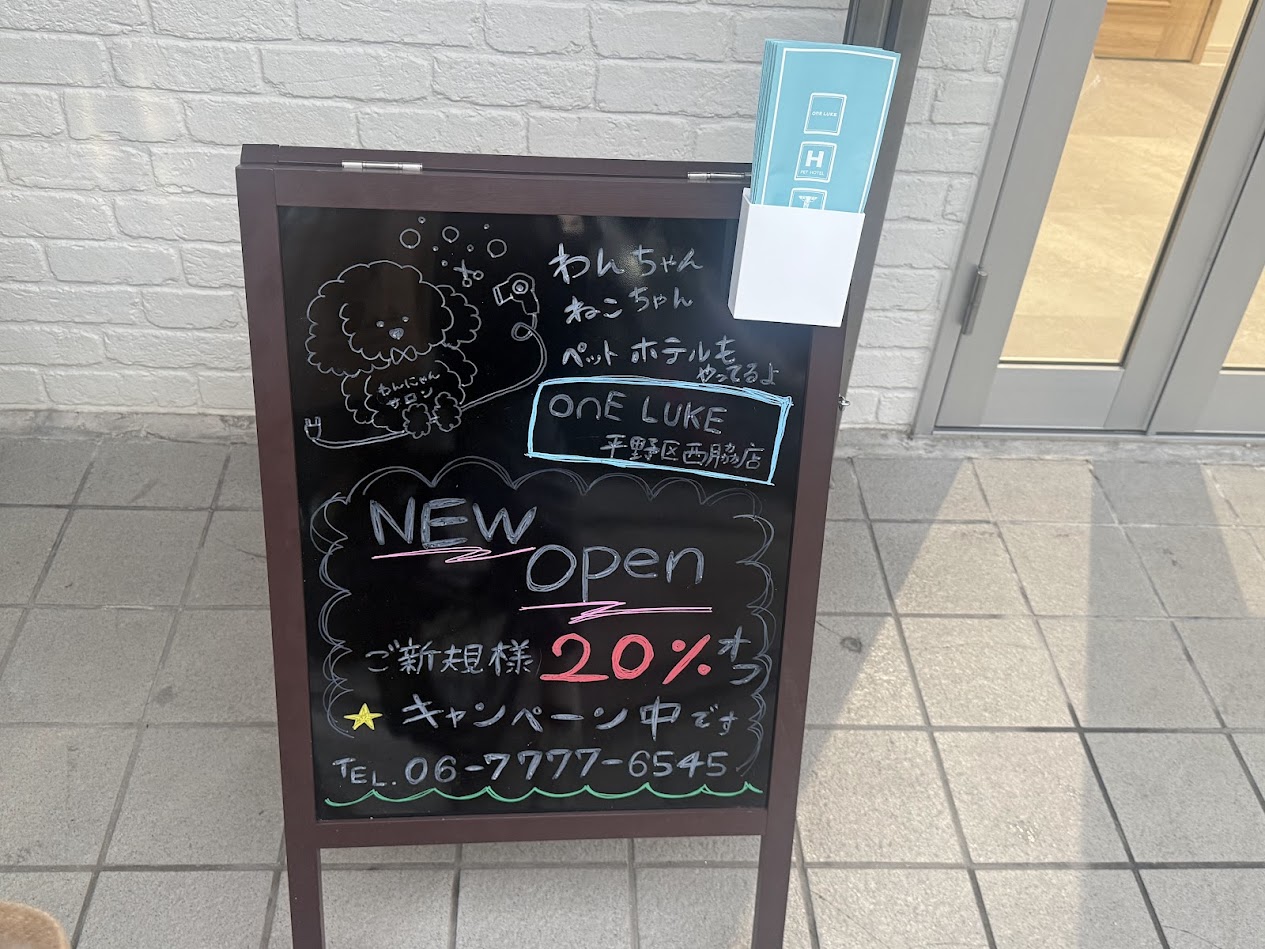 わんちゃん
ねこちゃん
ペットホテルも
やってるよ
わんにゃん
サロン
OnE LUKE
平野区西脇店
NEW
open
ご新規様 20%オフ
キャンペーン中です
TEL. 06-7777-6545
ONE LUKE
H
PET HOTEL
T